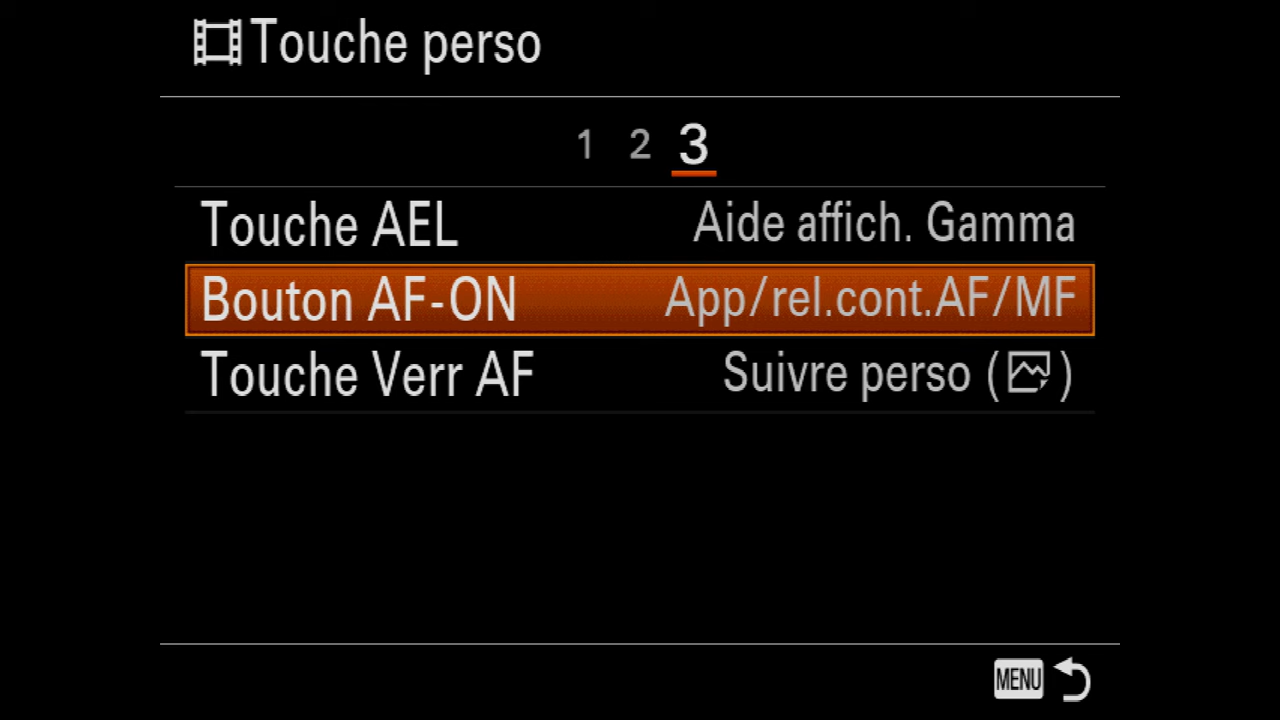 Touche perso
1 2 3
Touche AEL Aide affich. Gamma
Bouton AF-ON App/rel.cont.AF/MF
Touche Verr AF Suivre perso ( )
MENU